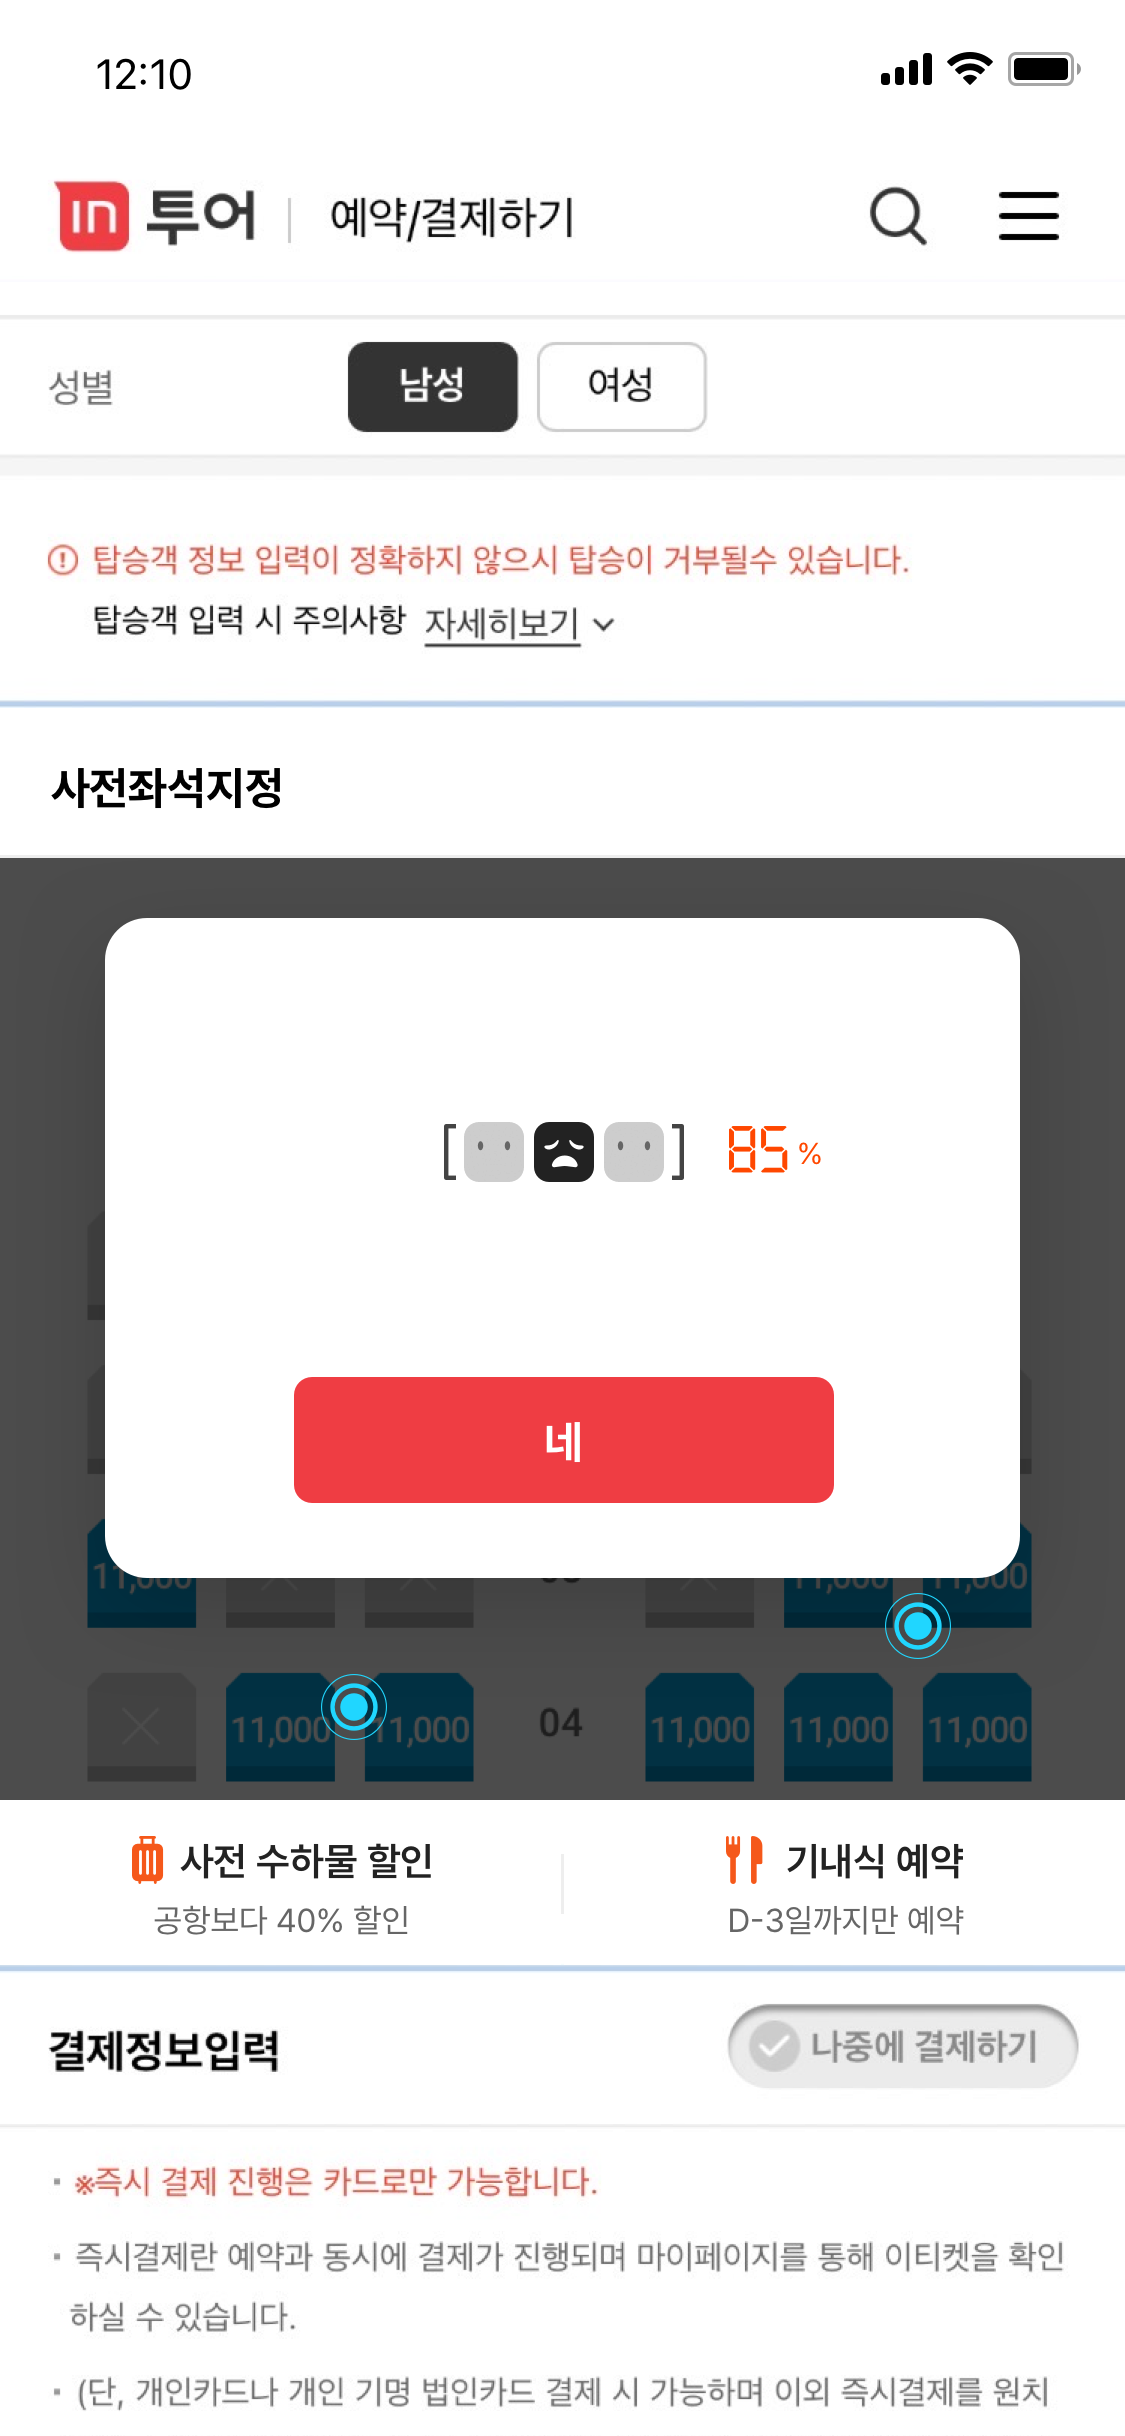 12:10
in 투어 예약/결제하기
성별 남성 여성
탑승객 정보 입력이 정확하지 않으시 탑승이 거부될수 있습니다.
탑승객 입력 시 주의사항 자세히보기
사전좌석지정
[ ] 85 %
네
11,000 11,000 11,000
11,000 11,000 04 11,000 11,000 11,000
사전 수하물 할인 기내식 예약
공항보다 40% 할인 D-3일까지만 예약
결제정보입력 나중에 결제하기
▪ ※즉시 결제 진행은 카드로만 가능합니다.
▪ 즉시결제란 예약과 동시에 결제가 진행되며 마이페이지를 통해 이티켓을 확인
하실 수 있습니다.
▪ (단, 개인카드나 개인 기명 법인카드 결제 시 가능하며 이외 즉시결제를 원치